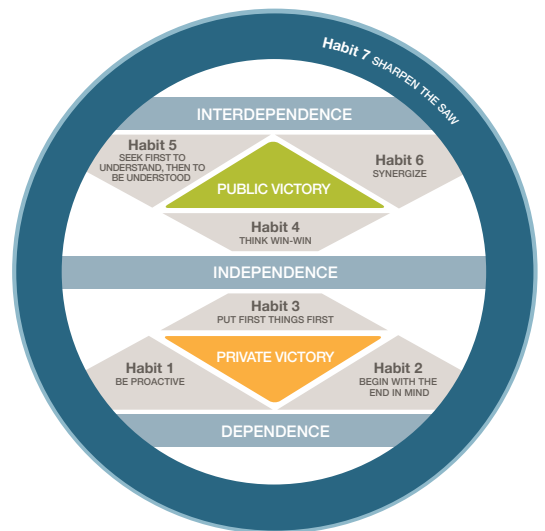 Habit 7 SHARPEN THE SAW
INTERDEPENDENCE
Habit 5
SEEK FIRST TO
UNDERSTAND, THEN TO
BE UNDERSTOOD
Habit 6
SYNERGIZE
PUBLIC VICTORY
Habit 4
THINK WIN-WIN
INDEPENDENCE
Habit 3
PUT FIRST THINGS FIRST
PRIVATE VICTORY
Habit 1
BE PROACTIVE
Habit 2
BEGIN WITH THE
END IN MIND
DEPENDENCE